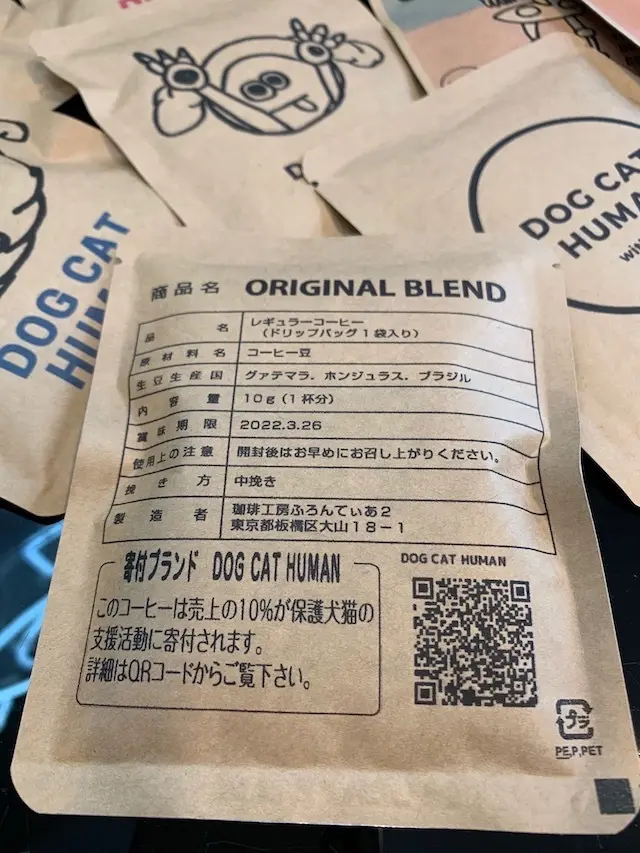 DOG CAT
HUM
DOG CAT
HUMA
商品名 ORIGINAL BLEND
品名 レギュラーコーヒー
（ドリップバッグ１袋入り）
原材料名 コーヒー豆
生豆生産国 グァテマラ．ホンジュラス．ブラジル
内容量 10ｇ（1杯分）
賞味期限 2022.3.26
使用上の注意 開封後はお早めにお召し上がりください。
挽き方 中挽き
製造者 珈琲工房ふろんてぃあ2
東京都板橋区大山１８－１
寄付ブランド DOG CAT HUMAN
このコーヒーは売上の10%が保護犬猫の
支援活動に寄付されます。
詳細はQRコードからご覧下さい。
DOG CAT HUMAN
プラ
PE,P,PET